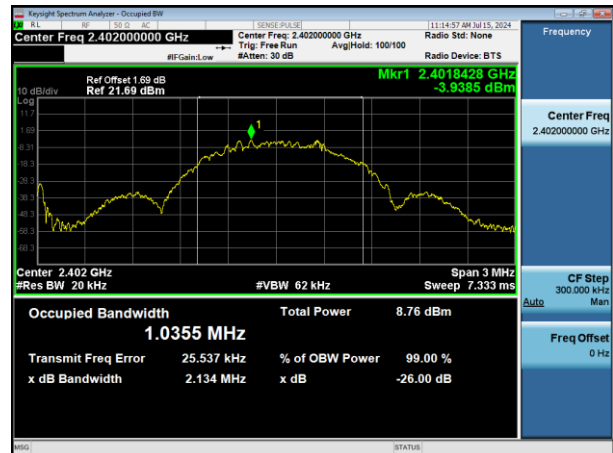 Keysight Spectrum Analyzer - Occupied BW
RL RF 50 Ω AC SENSE:PULSE 11:14:57 AM Jul 15, 2024
Center Freq 2.402000000 GHz Center Freq: 2.402000000 GHz Radio Std: None
Trig: Free Run Avg|Hold: 100/100
#IFGain:Low #Atten: 30 dB Radio Device: BTS
Frequency
Ref Offset 1.69 dB Mkr1 2.4018428 GHz
10 dB/div Ref 21.69 dBm -3.9385 dBm
Log
11.7
1.69
-8.31
-18.3
-28.3
-38.3
-48.3
-58.3
-68.3
1
Center Freq
2.402000000 GHz
Center 2.402 GHz Span 3 MHz
#Res BW 20 kHz #VBW 62 kHz Sweep 7.333 ms
CF Step
300.000 kHz
Auto Man
Occupied Bandwidth Total Power 8.76 dBm
1.0355 MHz
Transmit Freq Error 25.537 kHz % of OBW Power 99.00 %
x dB Bandwidth 2.134 MHz x dB -26.00 dB
Freq Offset
0 Hz
MSG STATUS